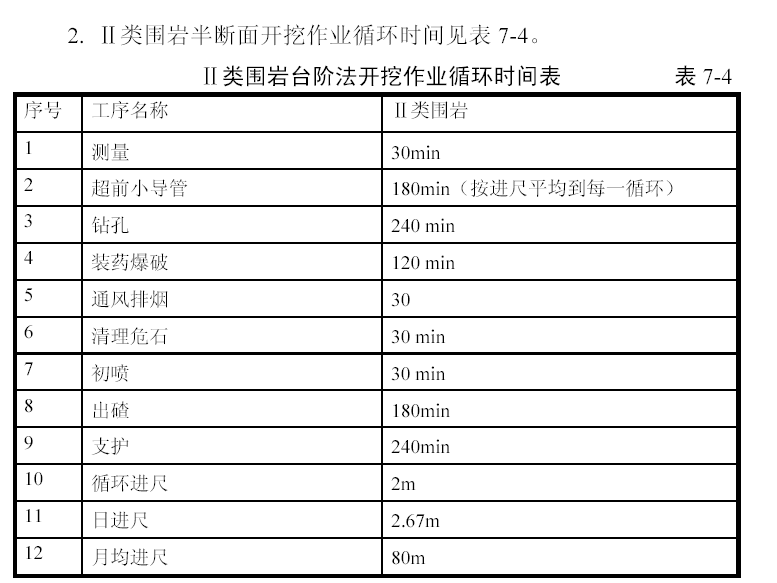 2. Ⅱ类围岩半断面开挖作业循环时间见表 7-4。
Ⅱ类围岩台阶法开挖作业循环时间表 表 7-4
序号 工序名称 Ⅱ类围岩
1 测量 30min
2 超前小导管 180min（按进尺平均到每一循环）
3 钻孔 240 min
4 装药爆破 120 min
5 通风排烟 30
6 清理危石 30 min
7 初喷 30 min
8 出碴 180min
9 支护 240min
10 循环进尺 2m
11 日进尺 2.67m
12 月均进尺 80m